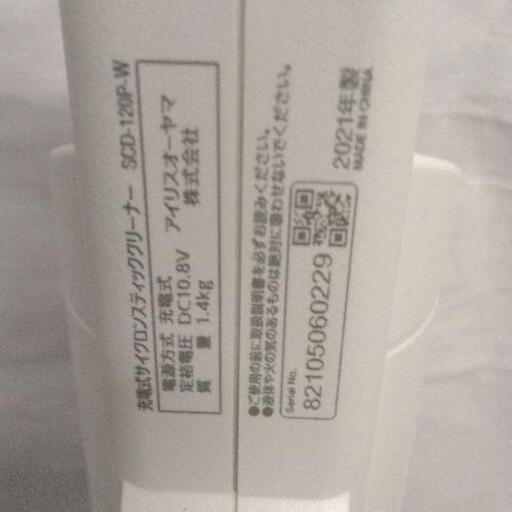 充電式サイクロンスティッククリーナー SCD-120P-W
電源方式 充電式
定格電圧 DC10.8V
質量 1.4kg
アイリスオーヤマ
株式会社
●ご使用の前に取扱説明書を必ずお読みください。
●液体や火の気のあるものは絶対に吸わせないでください。
Serial No.
82105060229
2021年製
MADE IN CHINA